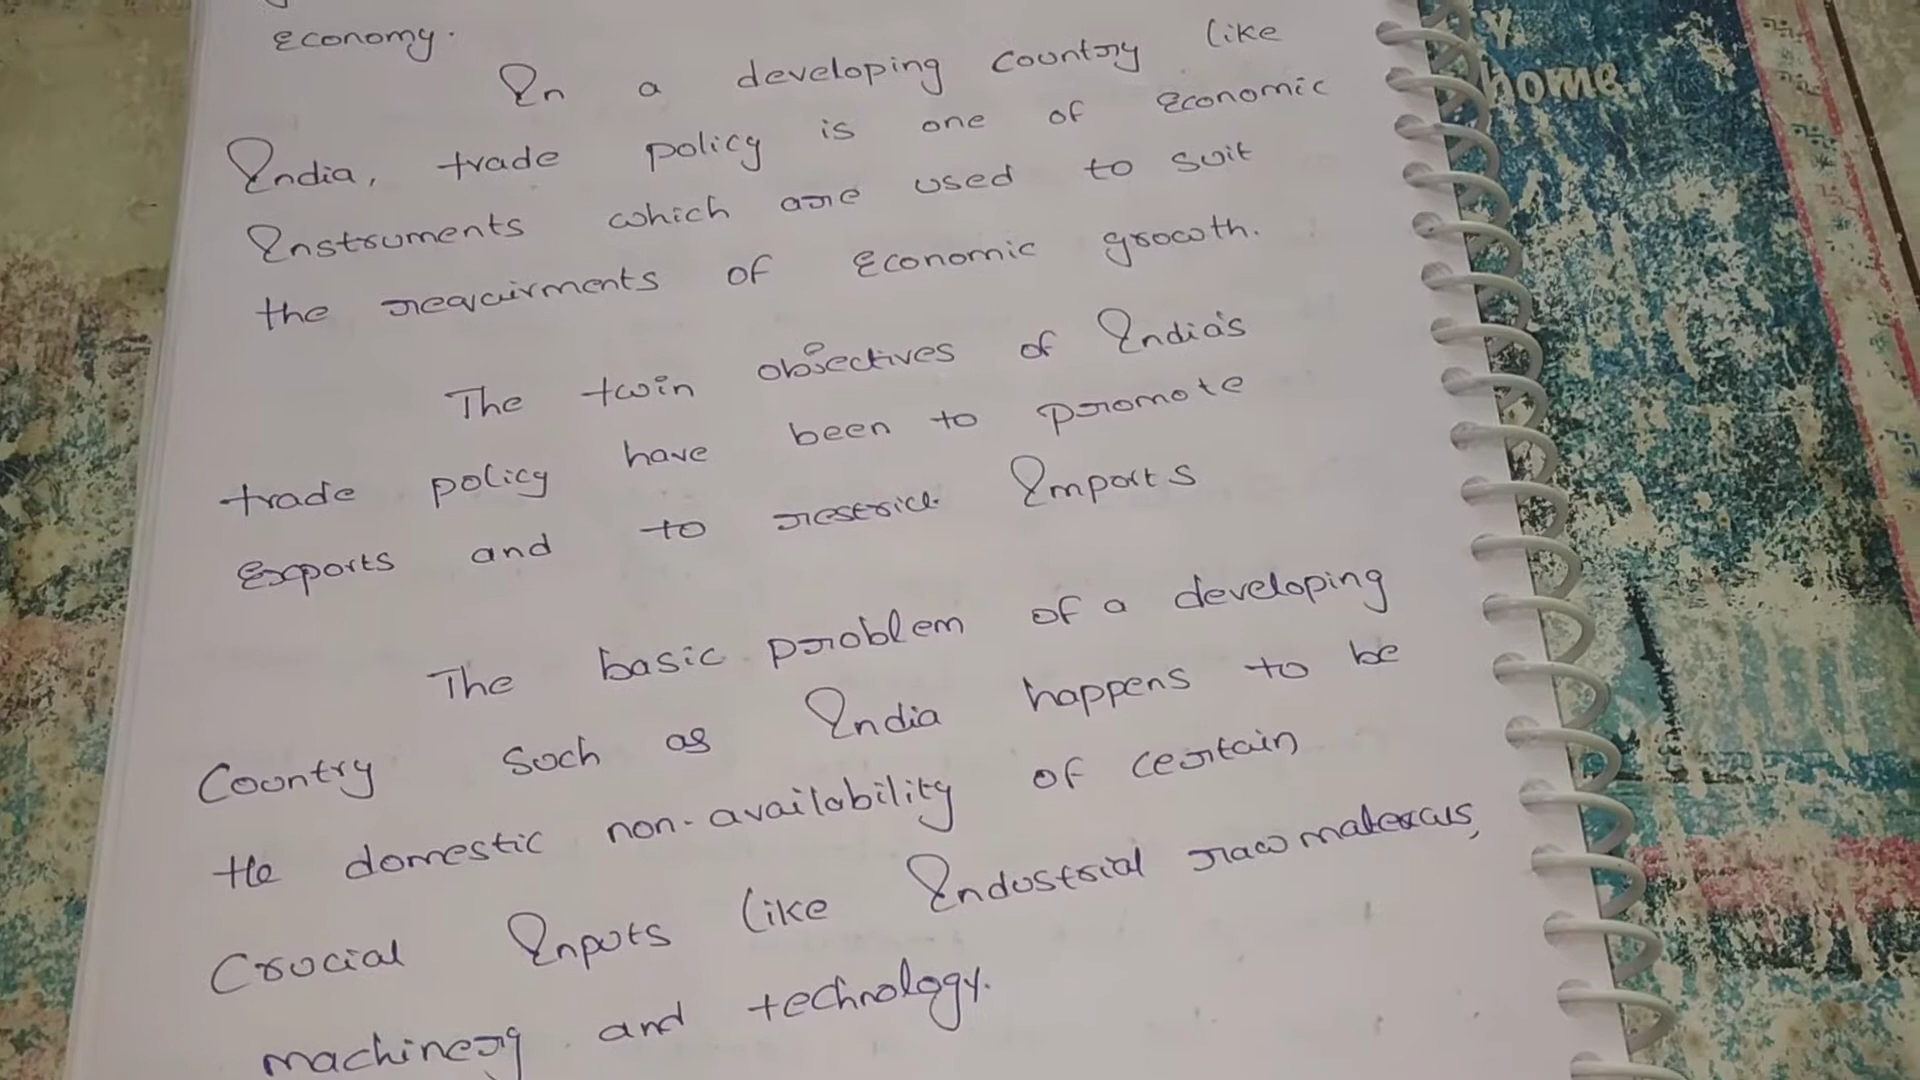 economy.
In a developing country like
India, trade policy is one of economic
Instruments which are used to suit
the requirments of economic growth.
The twin objectives of India's
trade policy have been to promote
Exports and to restrict Imports
The basic problem of a developing
Country such as India happens to be
the domestic non-availability of certain
Crucial Inputs like Industrial raw materials,
machinery and technology.
y
home.